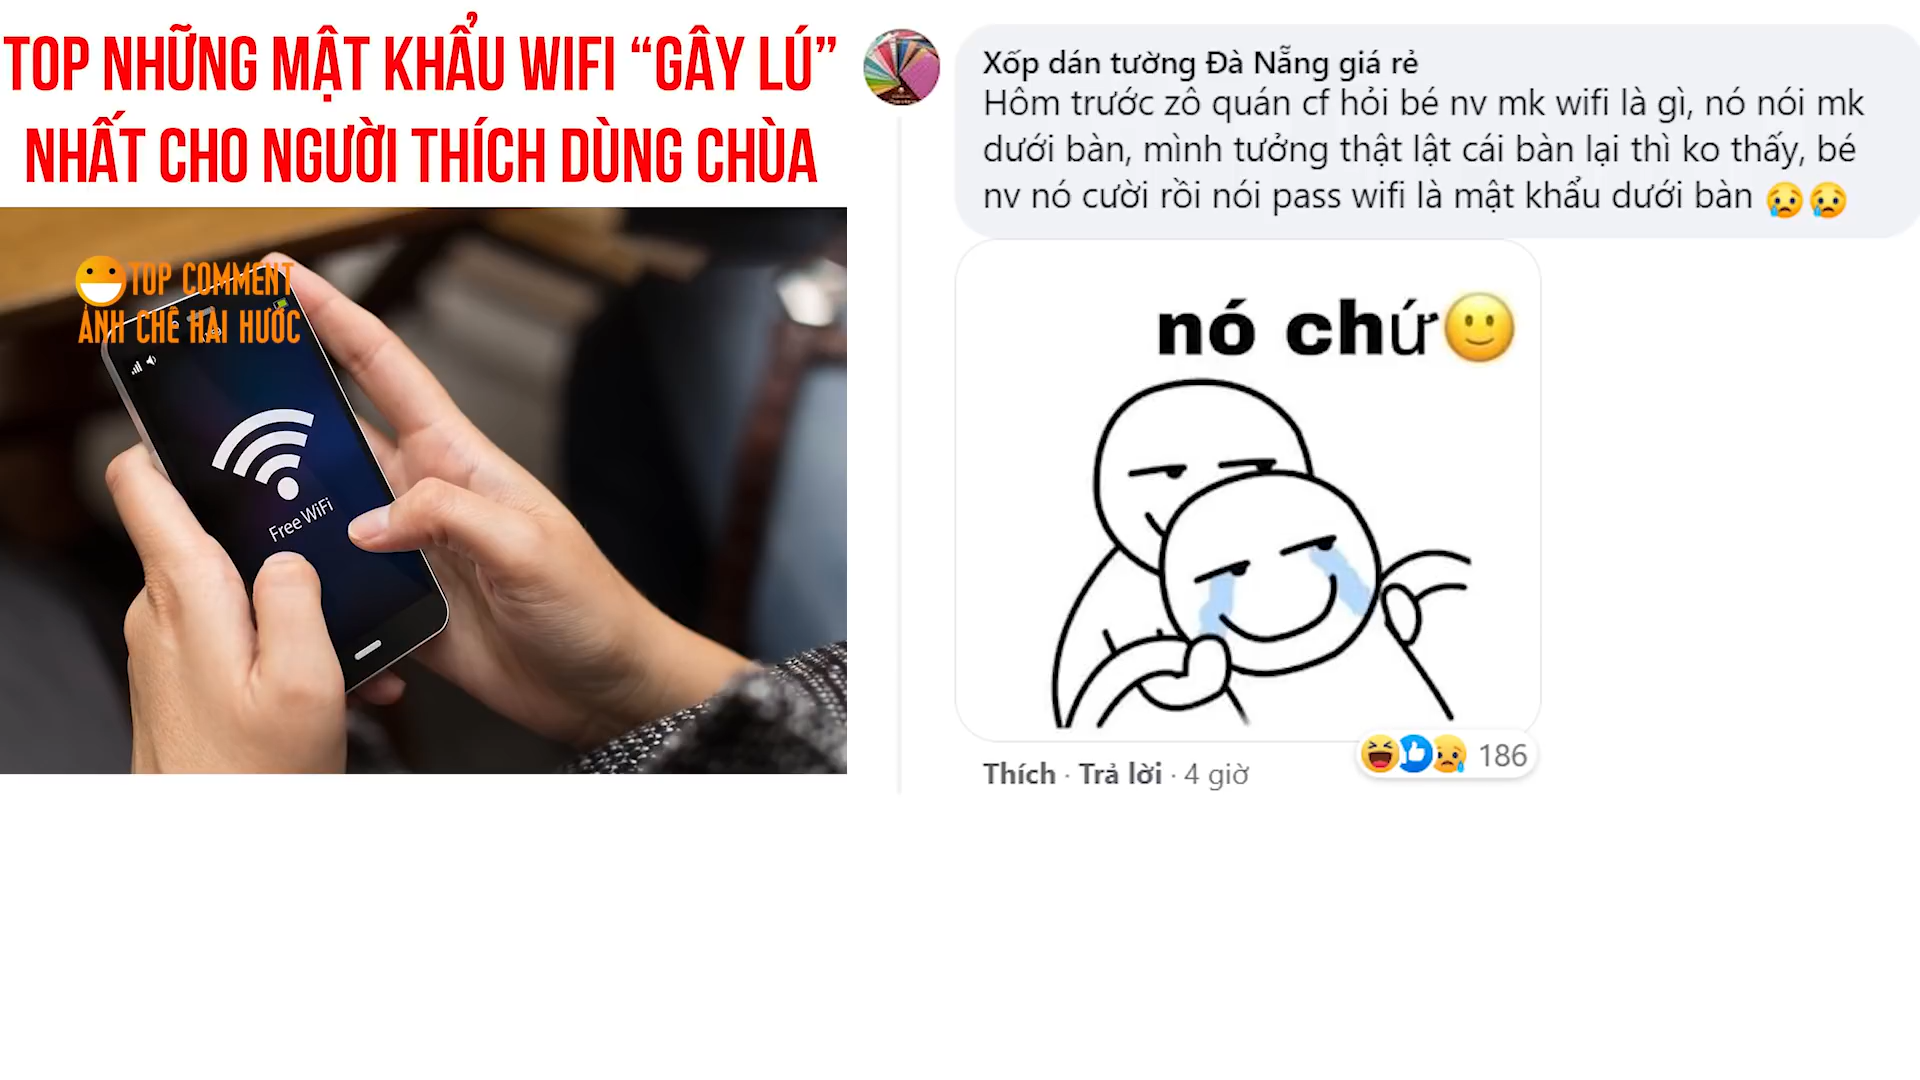 TOP NHỮNG MẬT KHẨU WIFI “GÂY LÚ”
NHẤT CHO NGƯỜI THÍCH DÙNG CHÙA
TOP COMMENT
ẢNH CHẾ HÀI HƯỚC
Free WiFi
Xốp dán tường Đà Nẵng giá rẻ
Hôm trước zô quán cf hỏi bé nv mk wifi là gì, nó nói mk
dưới bàn, mình tưởng thật lật cái bàn lại thì ko thấy, bé
nv nó cười rồi nói pass wifi là mật khẩu dưới bàn 😥😥
nó chứ🙂
Thích · Trả lời · 4 giờ
186